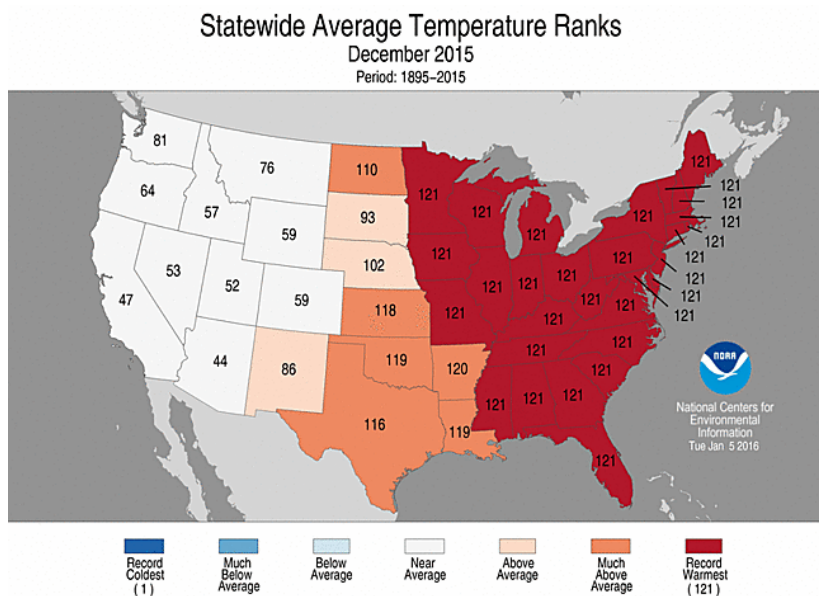 Statewide Average Temperature Ranks
December 2015
Period: 1895–2015
81
76
110
121
121
121
121
64
57
93
121
121
121
121
121
121
59
102
121
121
121
121
121
121
121
121
121
53
52
59
118
121
121
121
121
47
44
86
119
120
121
121
121
116
119
121
121
121
121
NOAA
National Centers for
Environmental
Information
Tue Jan 5 2016
Record
Coldest
(1)
Much
Below
Average
Below
Average
Near
Average
Above
Average
Much
Above
Average
Record
Warmest
(121)